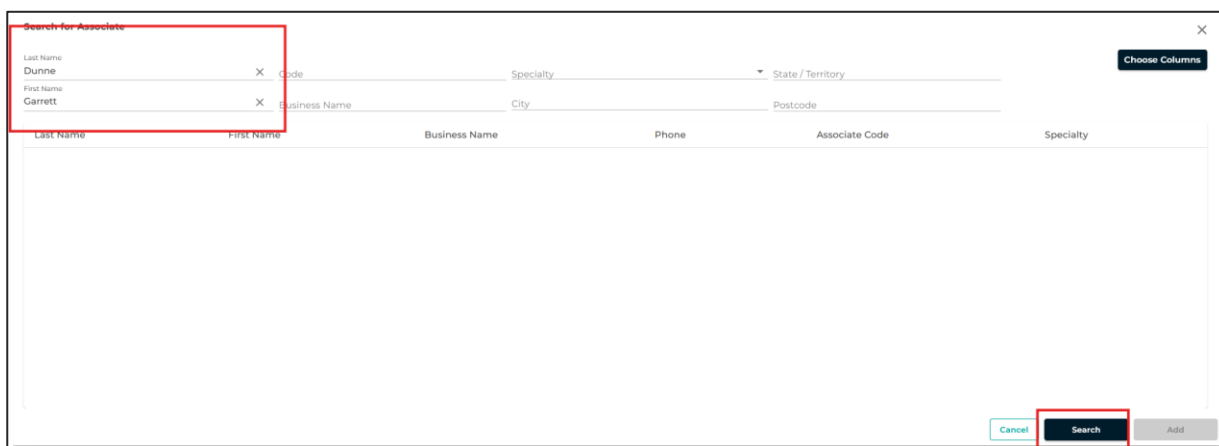 Search for Associate
Last Name
Dunne
Code
Specialty
State / Territory
Choose Columns
First Name
Garrett
Business Name
City
Postcode
Last Name First Name Business Name Phone Associate Code Specialty
Cancel Search Add